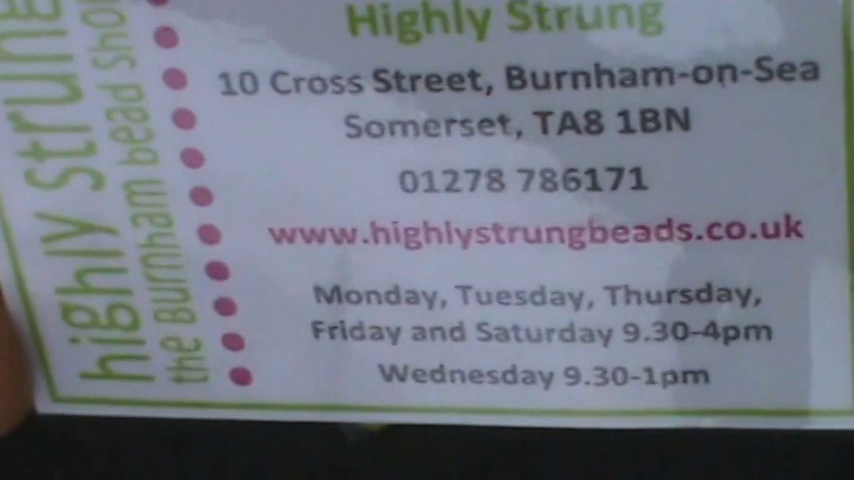 highly strung
the Burnham bead shop
Highly Strung
10 Cross Street, Burnham-on-Sea
Somerset, TA8 1BN
01278 786171
www.highlystrungbeads.co.uk
Monday, Tuesday, Thursday,
Friday and Saturday 9.30-4pm
Wednesday 9.30-1pm